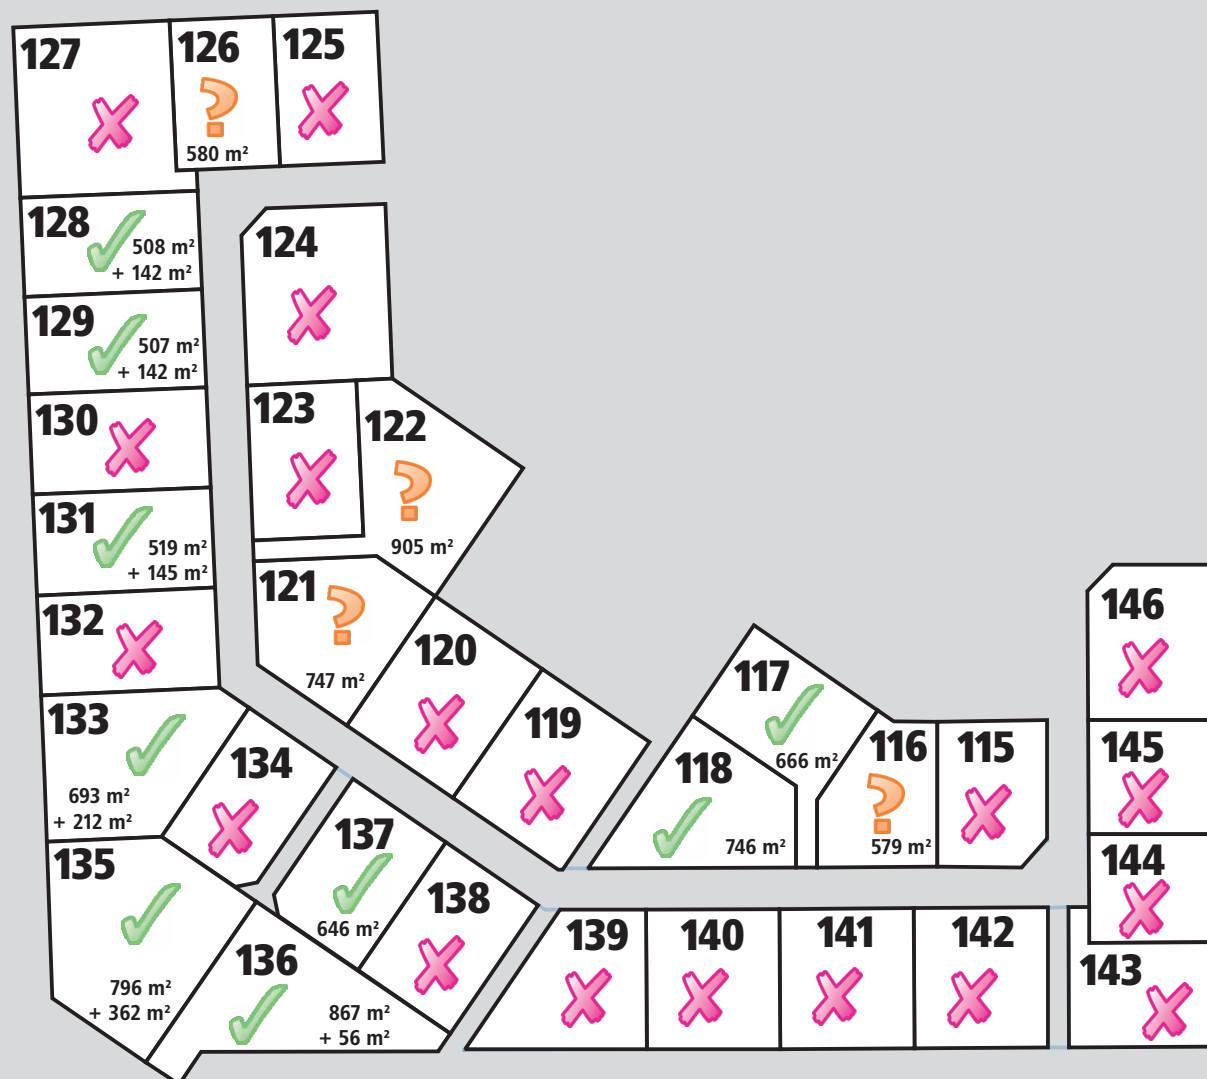 127
126
580 m²
125
128
508 m²
+ 142 m²
124
129
507 m²
+ 142 m²
130
123
122
905 m²
131
519 m²
+ 145 m²
121
747 m²
132
120
119
117
666 m²
118
746 m²
116
579 m²
115
146
145
144
133
693 m²
+ 212 m²
134
137
646 m²
138
135
796 m²
+ 362 m²
136
867 m²
+ 56 m²
139
140
141
142
143